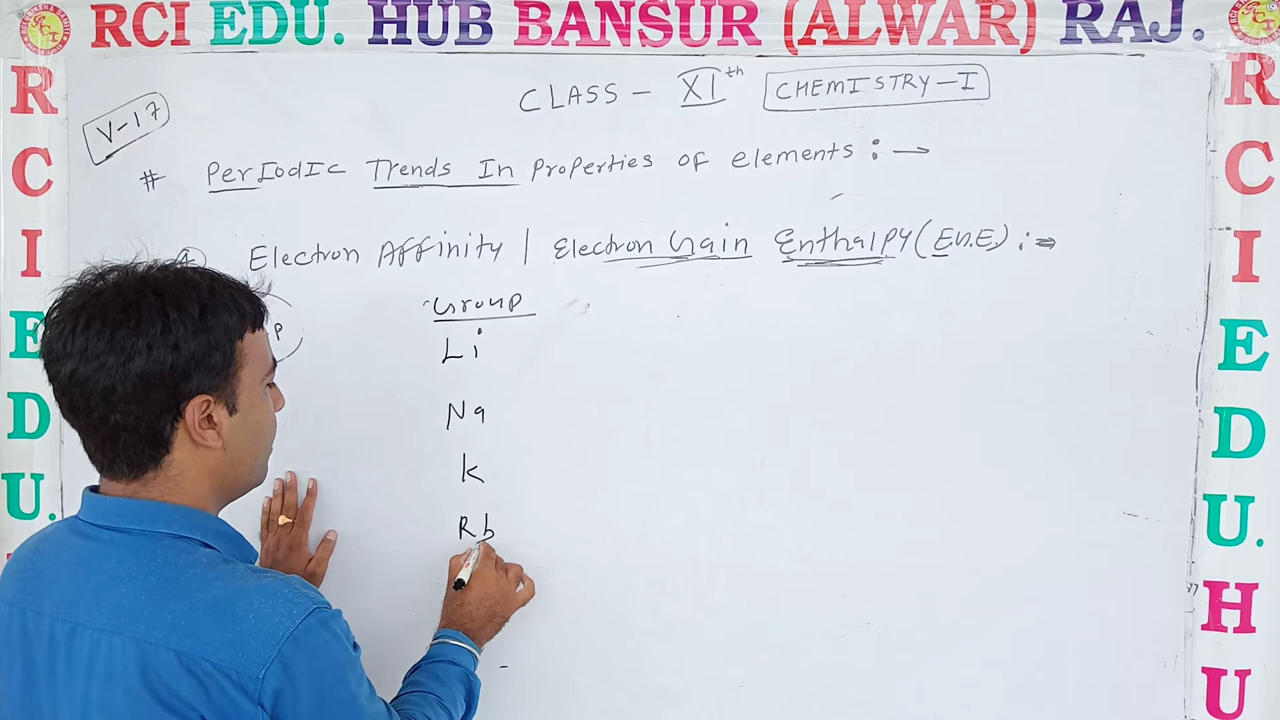 RCI EDU. HUB BANSUR (ALWAR) RAJ.
R
C
I
E
D
U.
R
C
I
E
D
U.
H
U
CLASS - XIth CHEMISTRY-I
V-17
# PerIodIc Trends In Properties of elements :→
Electron Affinity | Electron Gain EnthalpY (E.n.E) :→
Group
Li
Na
K
Rb